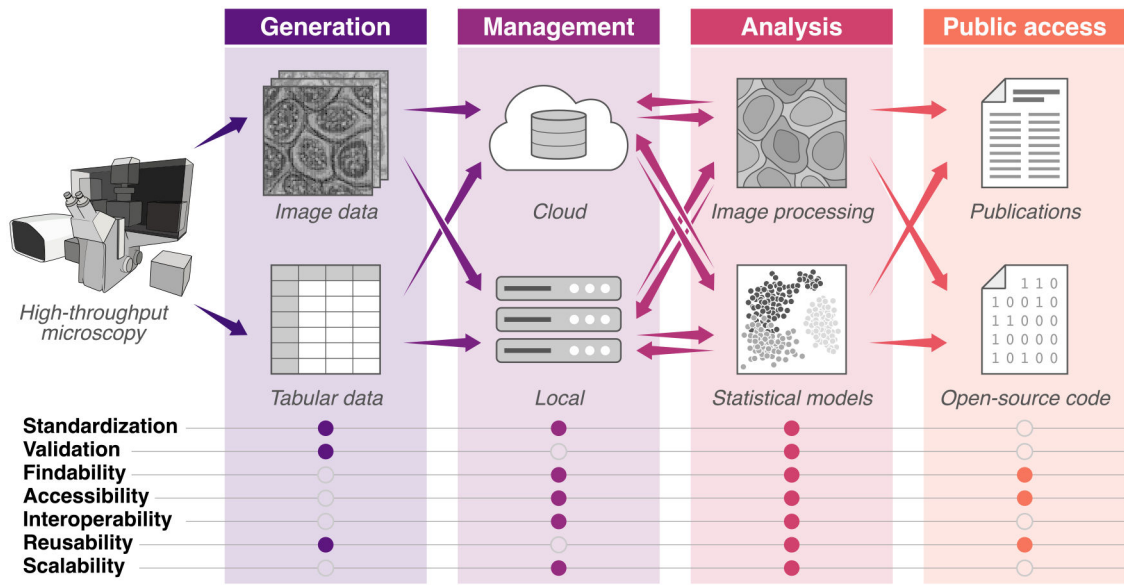 Generation
Management
Analysis
Public access
High-throughput
microscopy
Image data
Cloud
Image processing
Publications
1 1 0
1 0 0 1 0
1 1 0 0 0
1 0 0 0 0
1 0 1 0 0
Tabular data
Local
Statistical models
Open-source code
Standardization
Validation
Findability
Accessibility
Interoperability
Reusability
Scalability